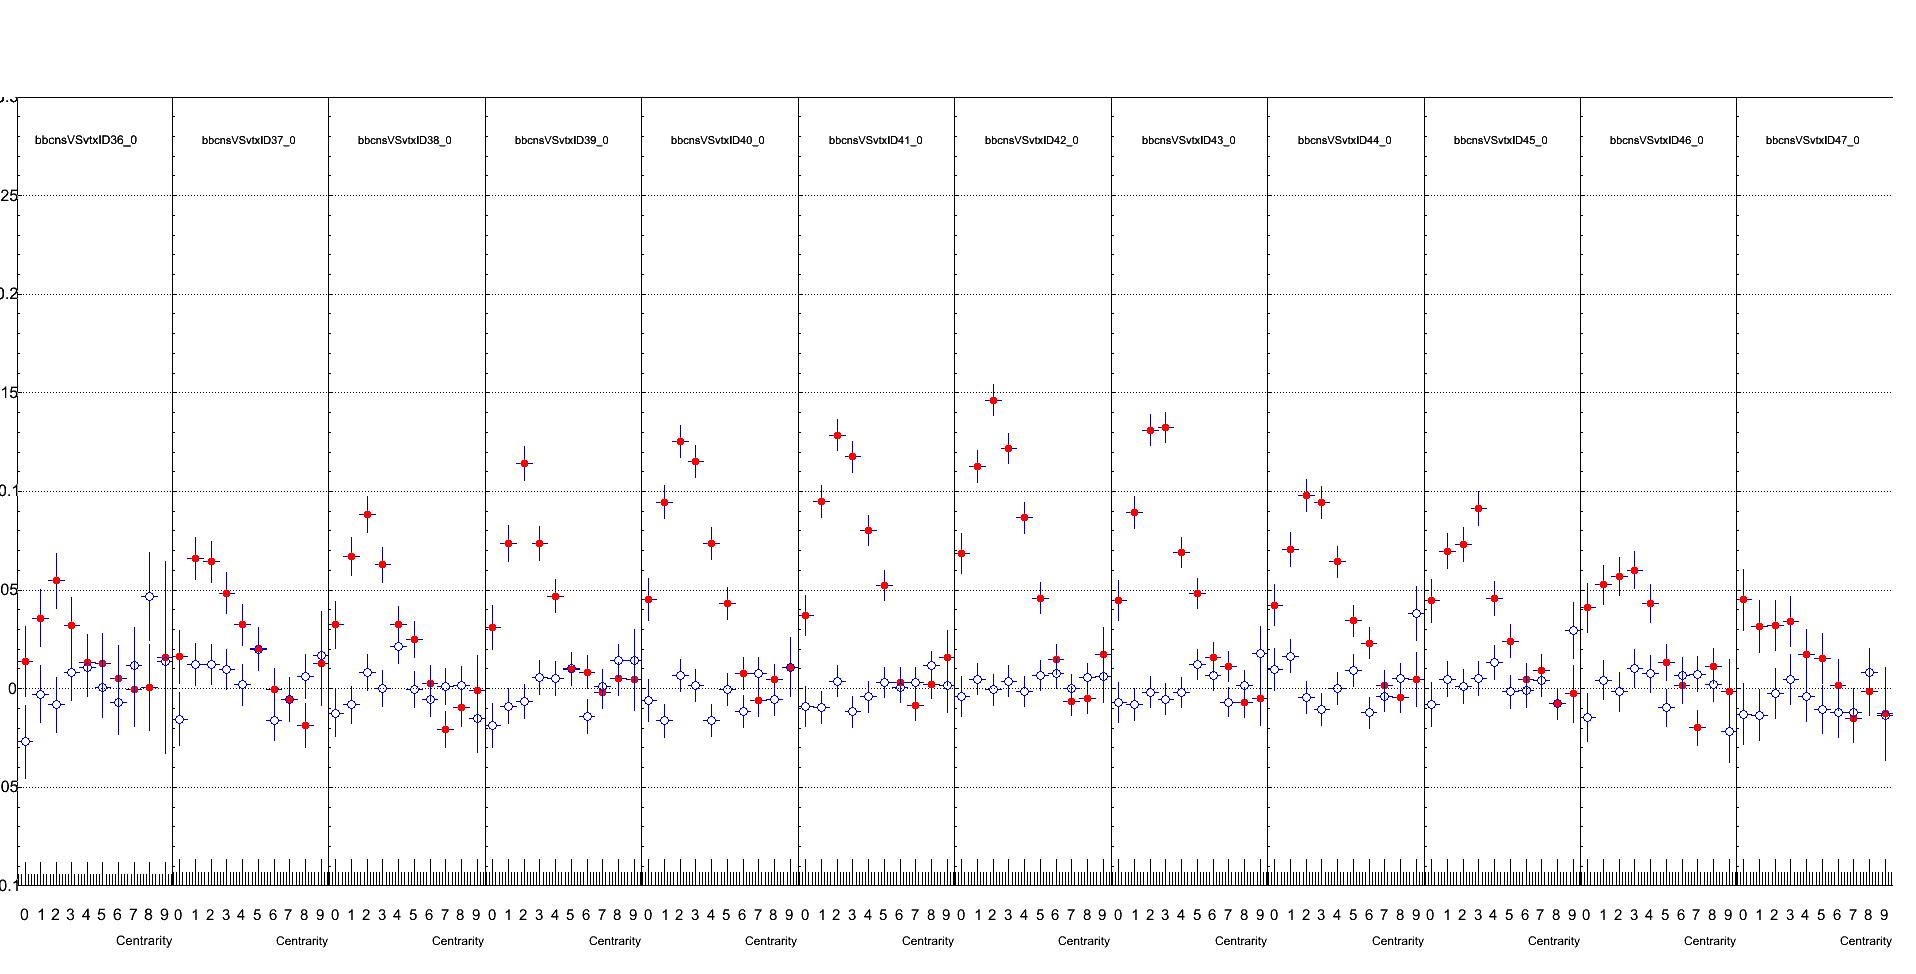 bbcnsVSvtxID36_0 bbcnsVSvtxID37_0 bbcnsVSvtxID38_0 bbcnsVSvtxID39_0 bbcnsVSvtxID40_0 bbcnsVSvtxID41_0 bbcnsVSvtxID42_0 bbcnsVSvtxID43_0 bbcnsVSvtxID44_0 bbcnsVSvtxID45_0 bbcnsVSvtxID46_0 bbcnsVSvtxID47_0
25
0.2
15
0.1
05
0
05
0.1
0 1 2 3 4 5 6 7 8 9 0 1 2 3 4 5 6 7 8 9 0 1 2 3 4 5 6 7 8 9 0 1 2 3 4 5 6 7 8 9 0 1 2 3 4 5 6 7 8 9 0 1 2 3 4 5 6 7 8 9 0 1 2 3 4 5 6 7 8 9 0 1 2 3 4 5 6 7 8 9 0 1 2 3 4 5 6 7 8 9 0 1 2 3 4 5 6 7 8 9 0 1 2 3 4 5 6 7 8 9 0 1 2 3 4 5 6 7 8 9
Centrarity Centrarity Centrarity Centrarity Centrarity Centrarity Centrarity Centrarity Centrarity Centrarity Centrarity Centrarity